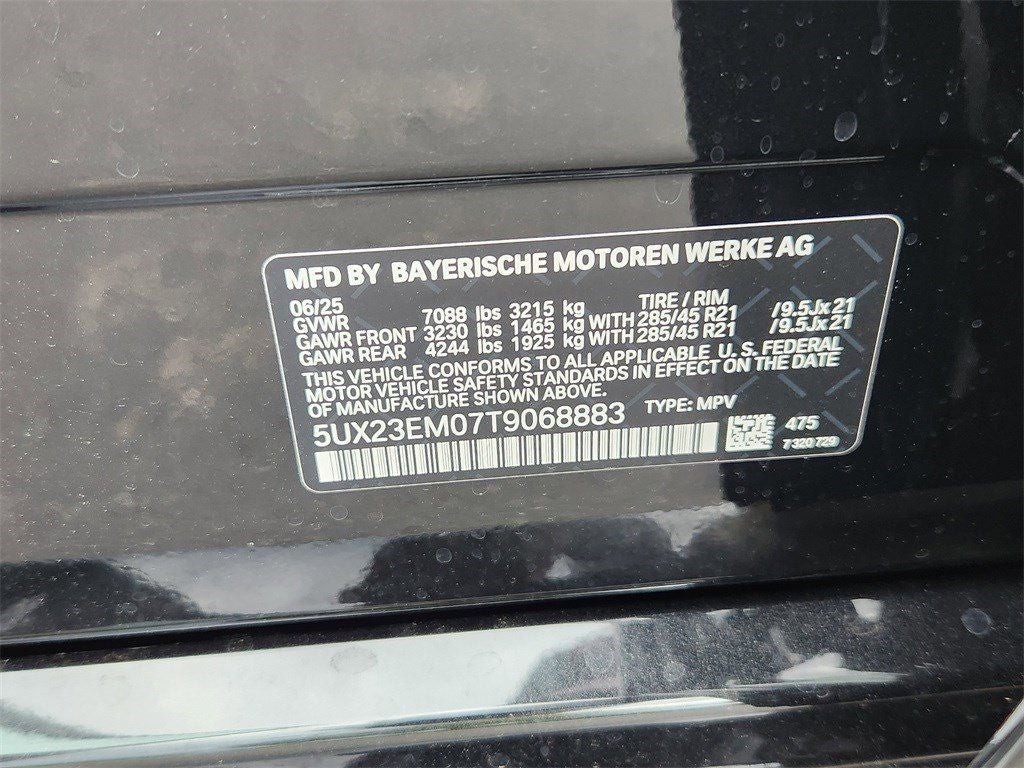 MFD BY BAYERISCHE MOTOREN WERKE AG
06/25 TIRE / RIM
GVWR 7088 lbs 3215 kg
GAWR FRONT 3230 lbs 1465 kg WITH 285/45 R21 /9.5Jx21
GAWR REAR 4244 lbs 1925 kg WITH 285/45 R21 /9.5Jx21
THIS VEHICLE CONFORMS TO ALL APPLICABLE U. S. FEDERAL
MOTOR VEHICLE SAFETY STANDARDS IN EFFECT ON THE DATE
OF MANUFACTURE SHOWN ABOVE.
5UX23EM07T9068883 TYPE: MPV
475
7 320 729